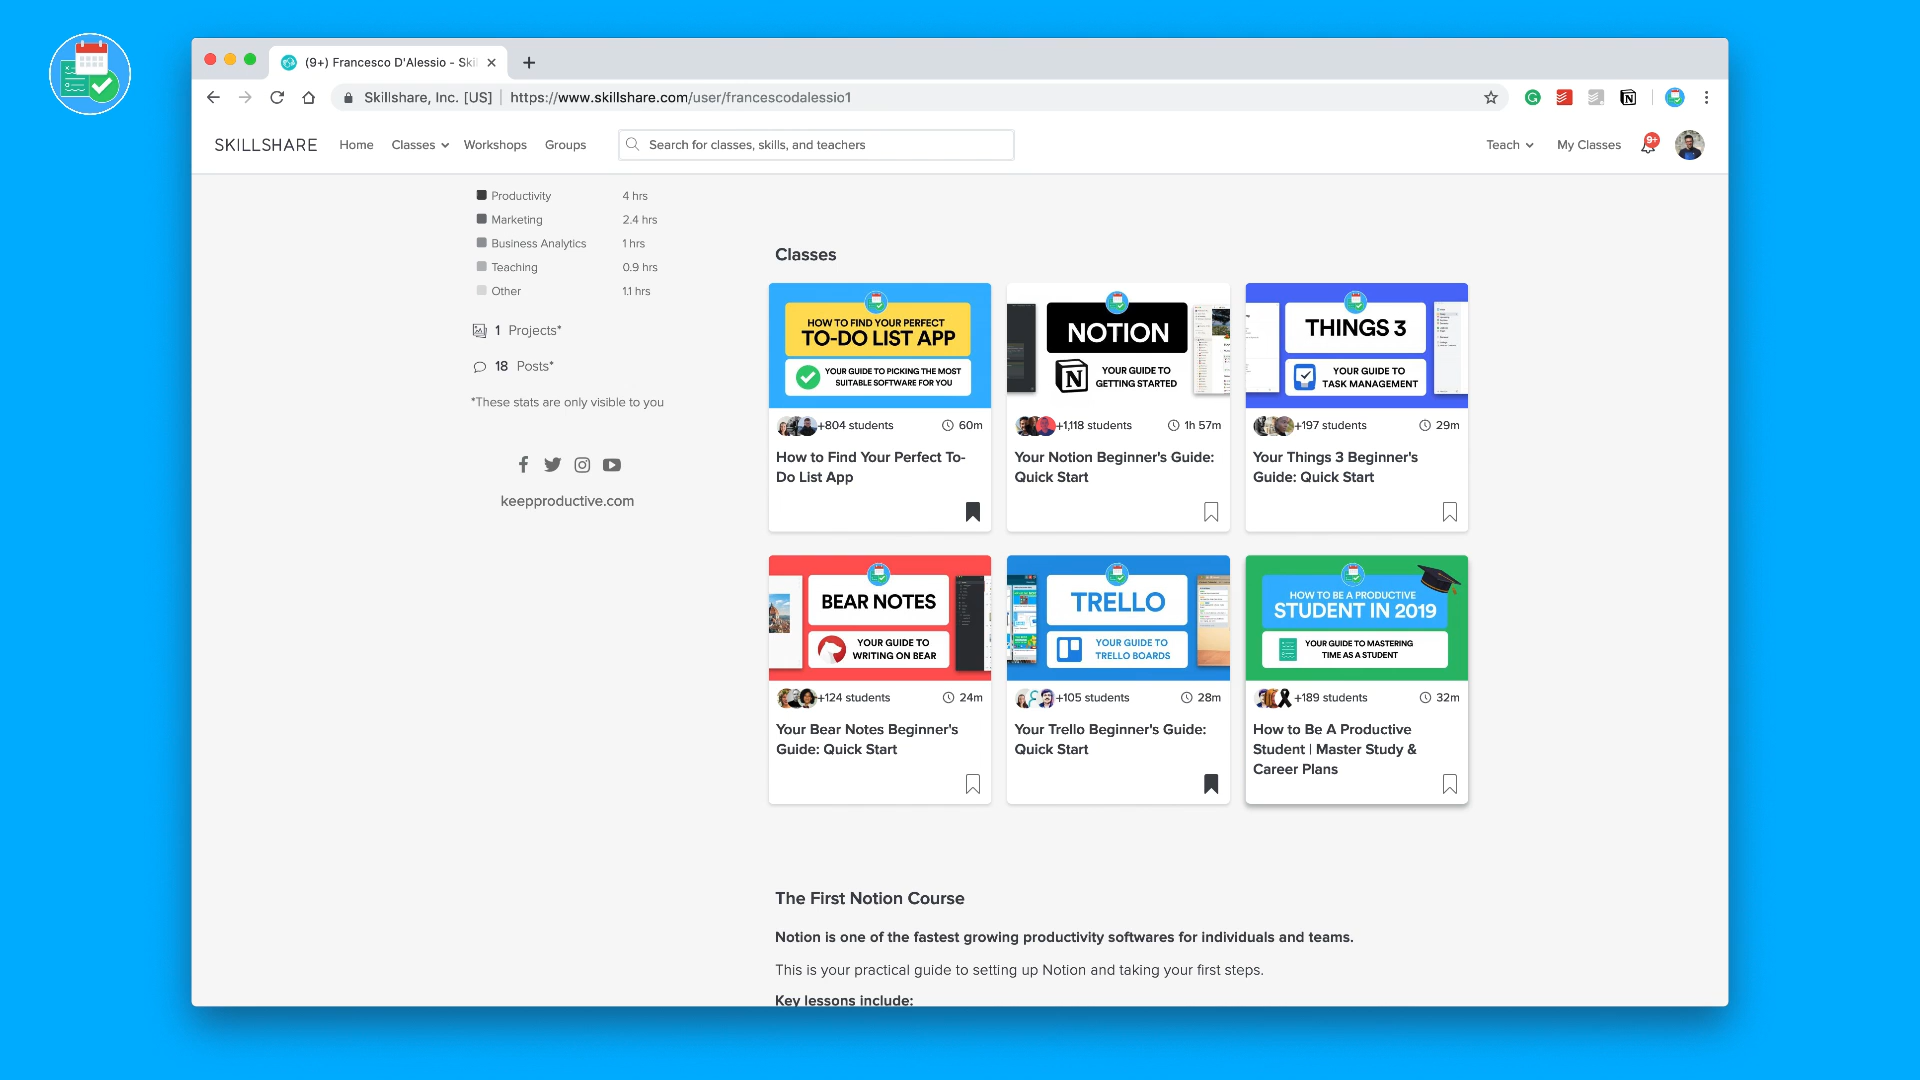 (9+) Francesco D'Alessio - Ski
Skillshare, Inc. [US] | https://www.skillshare.com/user/francescodalessio1
SKILLSHARE
Home
Classes
Workshops
Groups
Search for classes, skills, and teachers
Teach
My Classes
9+
Productivity 4 hrs
Marketing 2.4 hrs
Business Analytics 1 hrs
Teaching 0.9 hrs
Other 1.1 hrs
1 Projects*
18 Posts*
*These stats are only visible to you
keepproductive.com
Classes
HOW TO FIND YOUR PERFECT
TO-DO LIST APP
YOUR GUIDE TO PICKING THE MOST
SUITABLE SOFTWARE FOR YOU
+804 students 60m
How to Find Your Perfect To-
Do List App
NOTION
YOUR GUIDE TO
GETTING STARTED
+1,118 students 1h 57m
Your Notion Beginner's Guide:
Quick Start
THINGS 3
YOUR GUIDE TO
TASK MANAGEMENT
+197 students 29m
Your Things 3 Beginner's
Guide: Quick Start
BEAR NOTES
YOUR GUIDE TO
WRITING ON BEAR
+124 students 24m
Your Bear Notes Beginner's
Guide: Quick Start
TRELLO
YOUR GUIDE TO
TRELLO BOARDS
+105 students 28m
Your Trello Beginner's Guide:
Quick Start
HOW TO BE A PRODUCTIVE
STUDENT IN 2019
YOUR GUIDE TO MASTERING
TIME AS A STUDENT
+189 students 32m
How to Be A Productive
Student | Master Study &
Career Plans
The First Notion Course
Notion is one of the fastest growing productivity softwares for individuals and teams.
This is your practical guide to setting up Notion and taking your first steps.
Key lessons include: